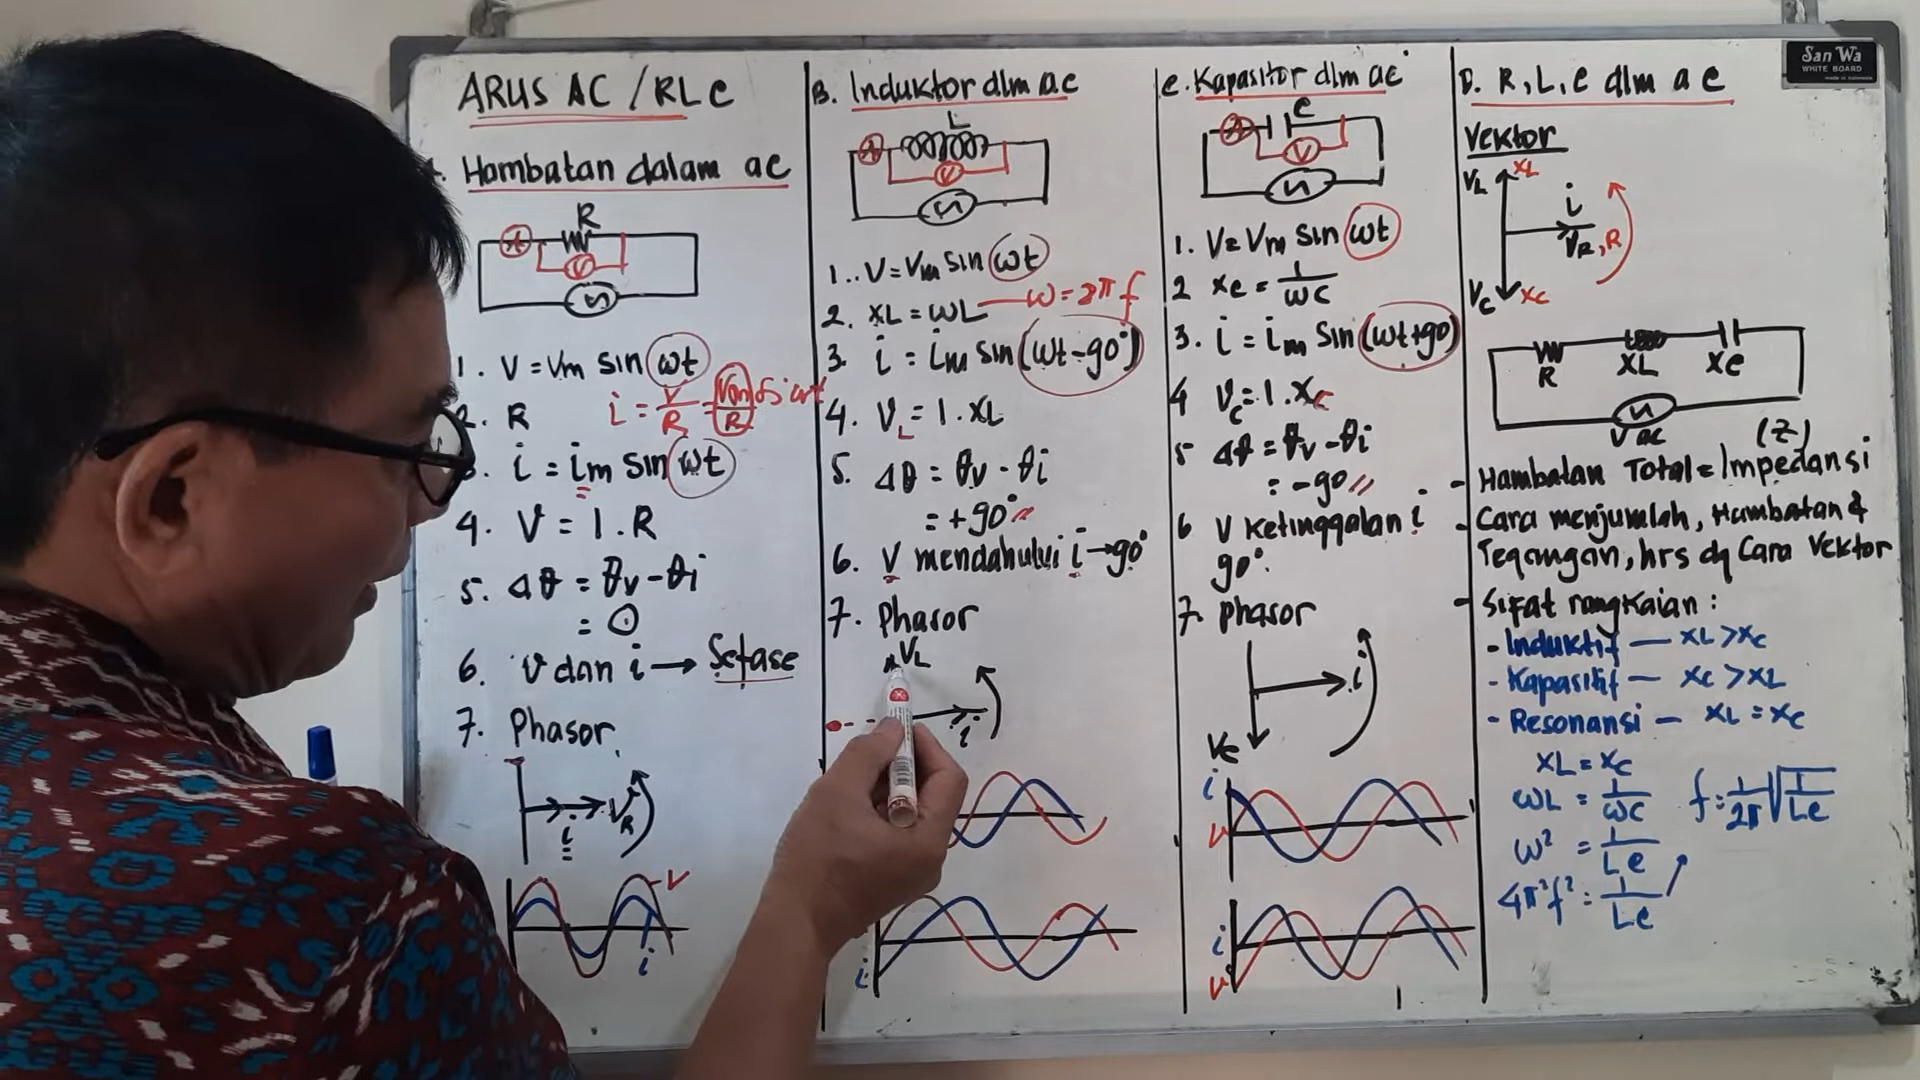 ARUS AC / RLC
Hambatan dalam ac
R
A
V
1. V = Vm sin ωt
2. R
i = V/R = Vm/R
3. i = im sin ωt
4. V = I . R
5. Δθ = θv - θi
= 0
6. v dan i → Sefase
7. Phasor
i VR
V
i
B. Induktor dlm ac
L
A
V
1.. V = Vm sin ωt
2. XL = ωL — ω = 2πf
3. i = im sin (ωt - 90°)
4. VL = I . XL
5. Δθ = θv - θi
= +90°
6. V mendahului i → 90°
7. Phasor
VL
i
i
C. Kapasitor dlm ac
C
A
V
1. V = Vm sin ωt
2 Xc = 1/ωC
3. i = im sin (ωt + 90)
4 Vc = I . Xc
5 Δθ = θv - θi
: -90
6 V Ketinggalan i
90°.
7. phasor
i
Vc
i
V
i
V
D. R, L, C dlm ac
Vektor
VL XL
i
VR, R
Vc Xc
R XL Xc
V ac
(Z)
- Hambatan Total = Impedansi
- Cara menjumlah, Hambatan &
Tegangan, hrs dg Cara Vektor
- Sifat rangkaian :
- Induktif — XL > Xc
- Kapasitif — Xc > XL
- Resonansi — XL = Xc
XL = Xc
ωL = 1/ωC
f = 1/2π √1/LC
ω² = 1/LC
4π²f² = 1/LC
San Wa
WHITE BOARD